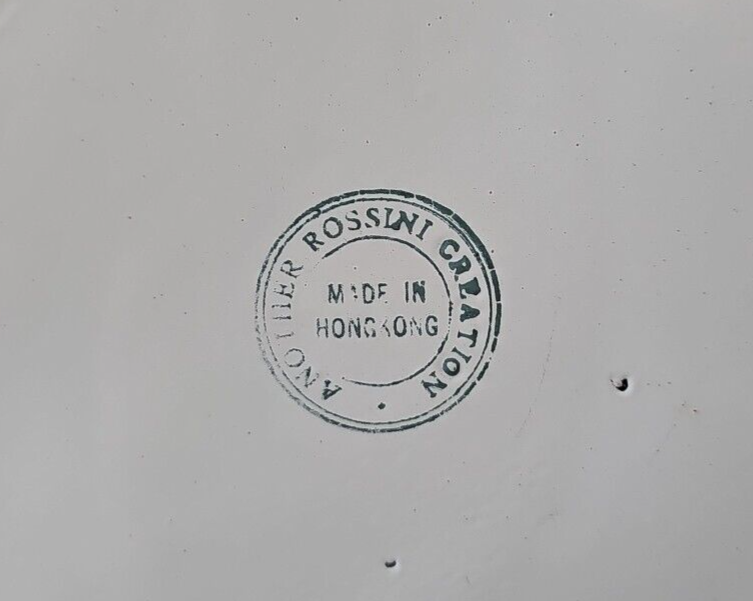 ANOTHER ROSSINI CREATION
MADE IN
HONGKONG